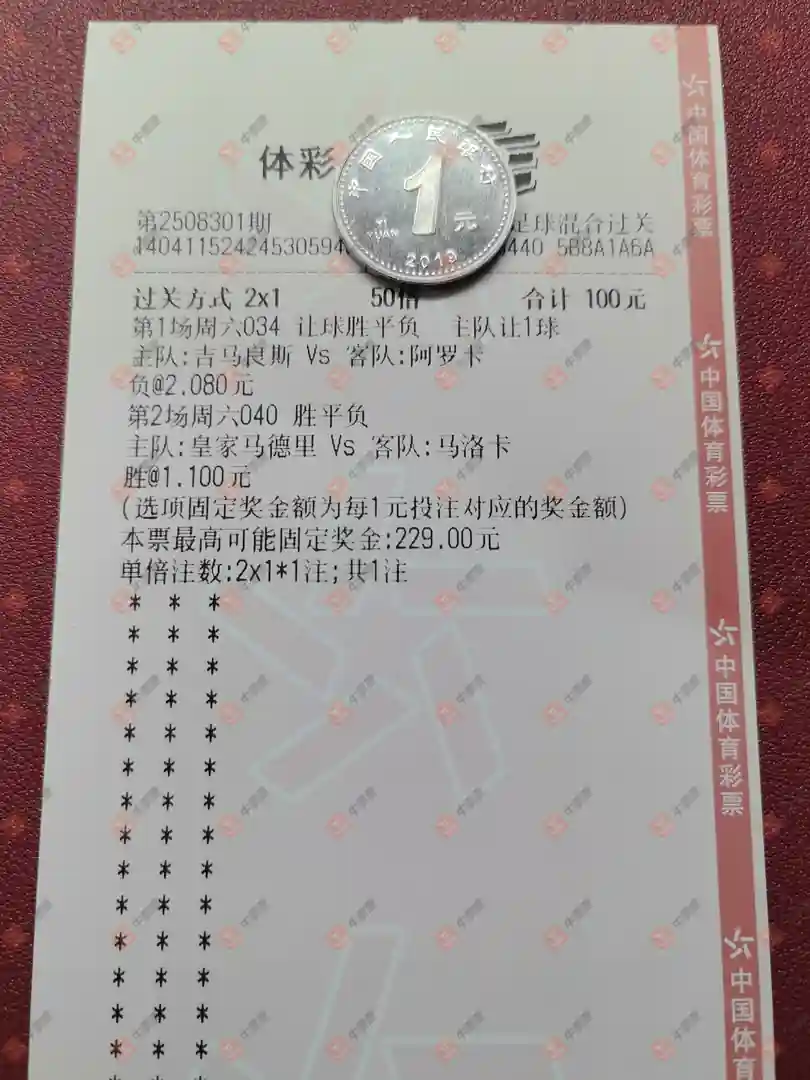 体彩
中国人民银行
1元
YI YUAN
2019
第2508301期
足球混合过关
14041152424530594
440 5B8A1A6A
过关方式 2x1 50倍 合计 100元
第1场周六034 让球胜平负 主队让1球
主队:吉马良斯 Vs 客队:阿罗卡
负@2.080元
第2场周六040 胜平负
主队:皇家马德里 Vs 客队:马洛卡
胜@1.100元
(选项固定奖金额为每1元投注对应的奖金额)
本票最高可能固定奖金:229.00元
单倍注数:2x1*1注;共1注
* * *
* * *
* * *
* * *
* * *
* * *
* * *
* * *
* * *
* * *
* * *
* * *
* * *
* * *
中国体育彩票
中国体育彩票
中国体育彩票
中国体育